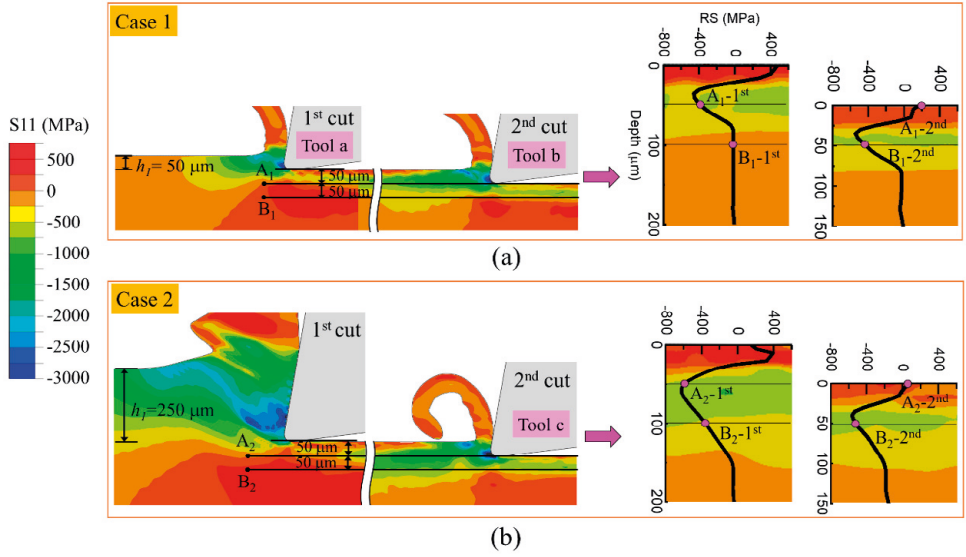 Case 1
S11 (MPa)
500
0
-500
-1000
-1500
-2000
-2500
-3000
h₁= 50 μm
1st cut
Tool a
2nd cut
Tool b
A₁
B₁
50 μm
50 μm
RS (MPa)
-800
-400
0
400
0
100
200
Depth (μm)
A₁-1st
B₁-1st
-800
-400
0
400
0
50
100
150
A₁-2nd
B₁-2nd
(a)
Case 2
h₁=250 μm
1st cut
2nd cut
Tool c
A₂
B₂
50 μm
50 μm
-800
-400
0
400
0
100
200
A₂-1st
B₂-1st
-800
-400
0
400
0
50
100
150
A₂-2nd
B₂-2nd
(b)